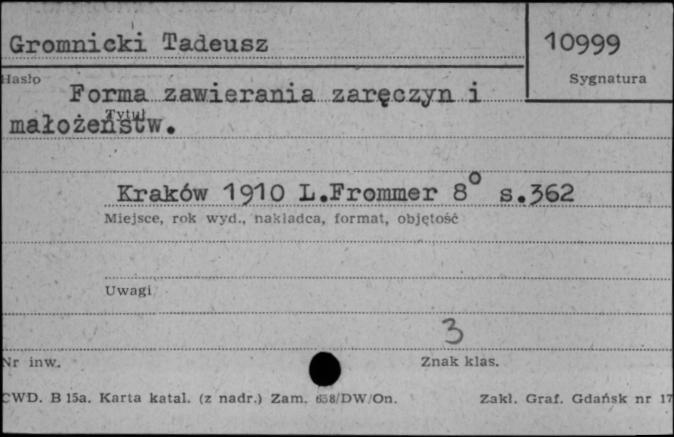 Gromnicki Tadeusz
10999
Hasło
Sygnatura
Forma zawierania zaręczyn i
Tytuł
małożeństw.
Kraków 1910 L.Frommer 8° s.362
Miejsce, rok wyd., nakładca, format, objętość
Uwagi
3
Nr inw.
Znak klas.
CWD. B 15a. Karta katal. (z nadr.) Zam. 658/DW/On.
Zakł. Graf. Gdańsk nr 17